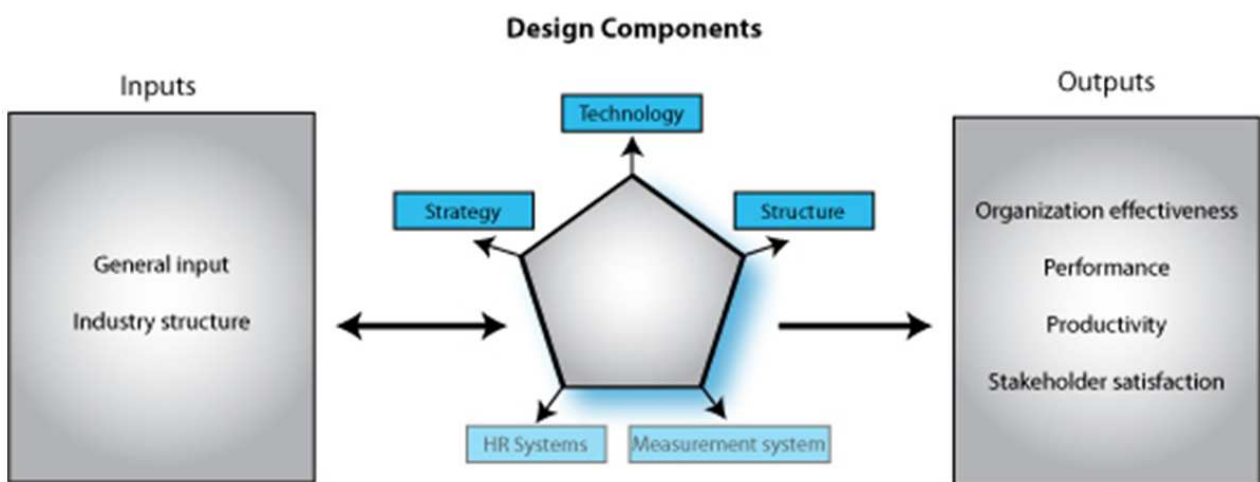 Design Components
Inputs
Outputs
Technology
Strategy
Structure
General input
Industry structure
Organization effectiveness
Performance
Productivity
Stakeholder satisfaction
HR Systems
Measurement system